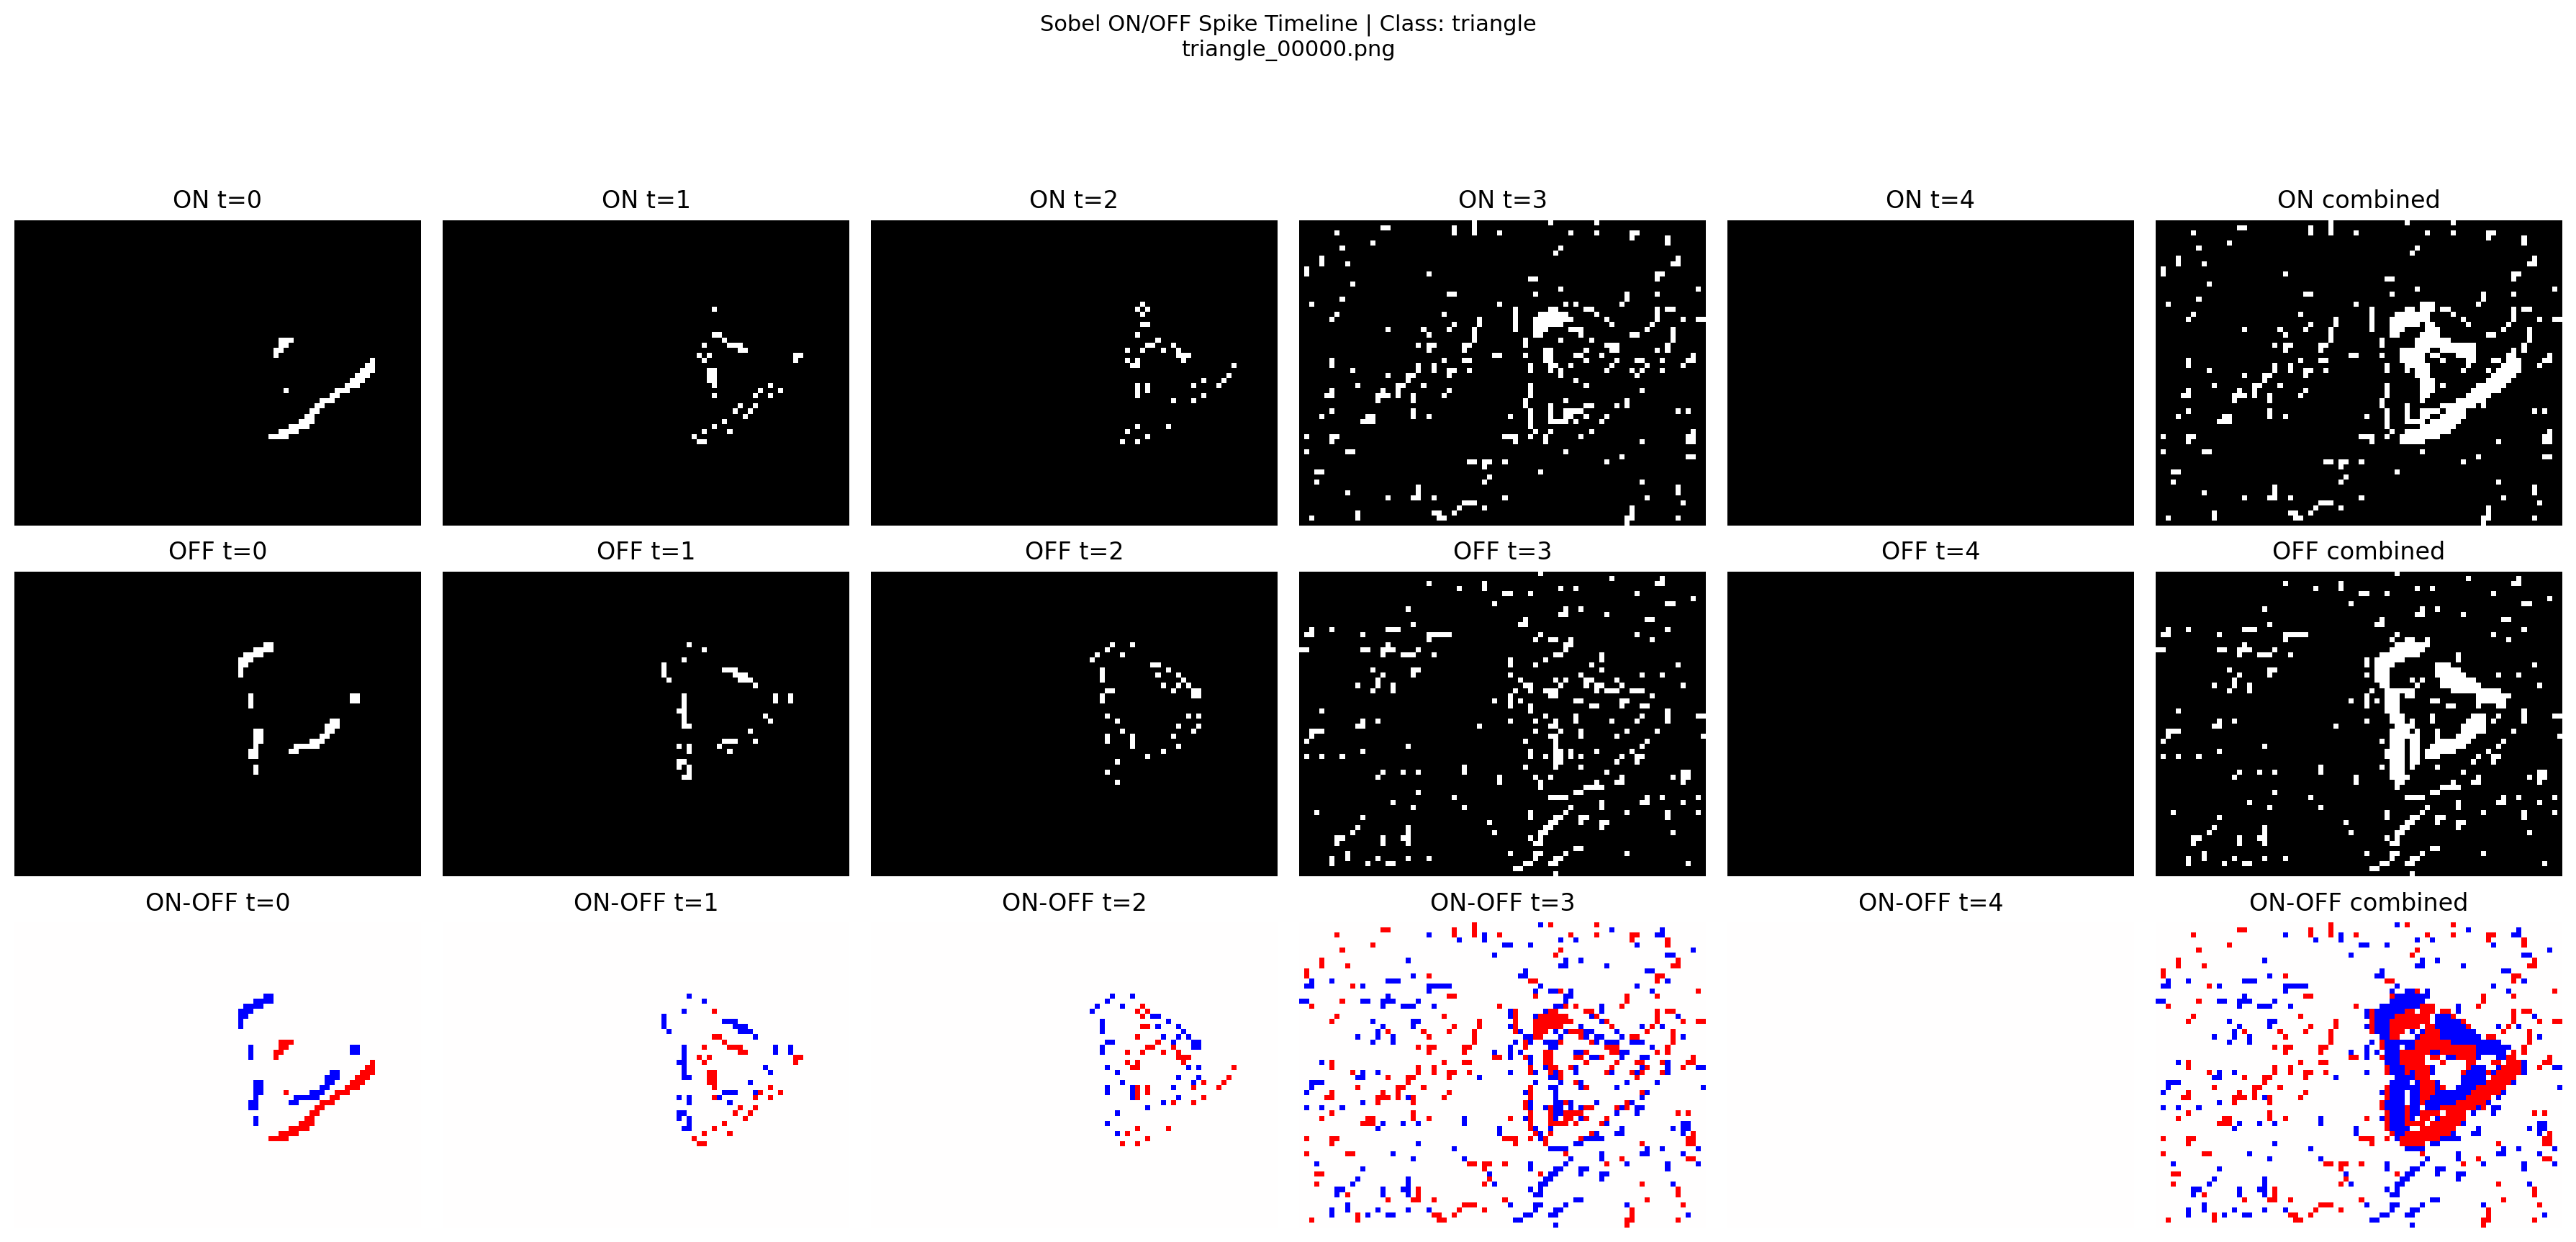 Sobel ON/OFF Spike Timeline | Class: triangle
triangle_00000.png
ON t=0
ON t=1
ON t=2
ON t=3
ON t=4
ON combined
OFF t=0
OFF t=1
OFF t=2
OFF t=3
OFF t=4
OFF combined
ON-OFF t=0
ON-OFF t=1
ON-OFF t=2
ON-OFF t=3
ON-OFF t=4
ON-OFF combined